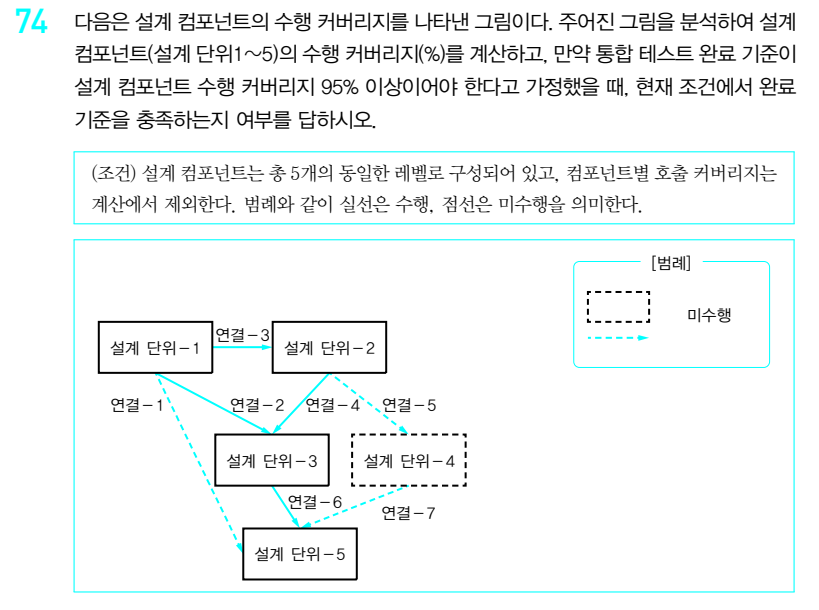 74 다음은 설계 컴포넌트의 수행 커버리지를 나타낸 그림이다. 주어진 그림을 분석하여 설계
컴포넌트(설계 단위1～5)의 수행 커버리지(%)를 계산하고, 만약 통합 테스트 완료 기준이
설계 컴포넌트 수행 커버리지 95% 이상이어야 한다고 가정했을 때, 현재 조건에서 완료
기준을 충족하는지 여부를 답하시오.
(조건) 설계 컴포넌트는 총 5개의 동일한 레벨로 구성되어 있고, 컴포넌트별 호출 커버리지는
계산에서 제외한다. 범례와 같이 실선은 수행, 점선은 미수행을 의미한다.
[범례]
미수행
설계 단위-1
연결-3
설계 단위-2
연결-1
연결-2
연결-4
연결-5
설계 단위-3
설계 단위-4
연결-6
연결-7
설계 단위-5